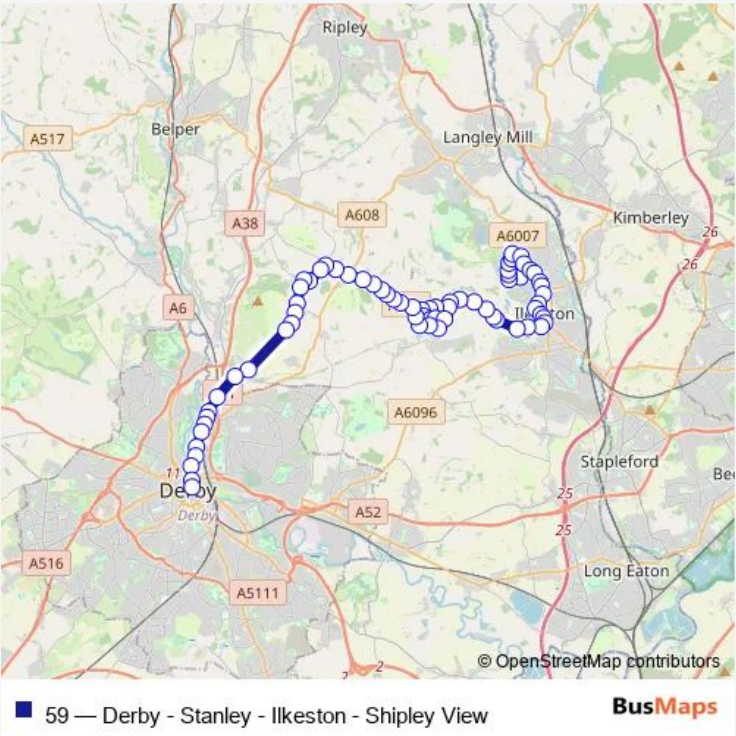 Ripley
Belper
A517
Langley Mill
A608
A38
Kimberley
A6007
26
26
A6
Ilkeston
A6096
Stapleford
11
Derby
Derby
25
A52
25
A516
Long Eaton
A5111
2
© OpenStreetMap contributors
59 — Derby - Stanley - Ilkeston - Shipley View
BusMaps